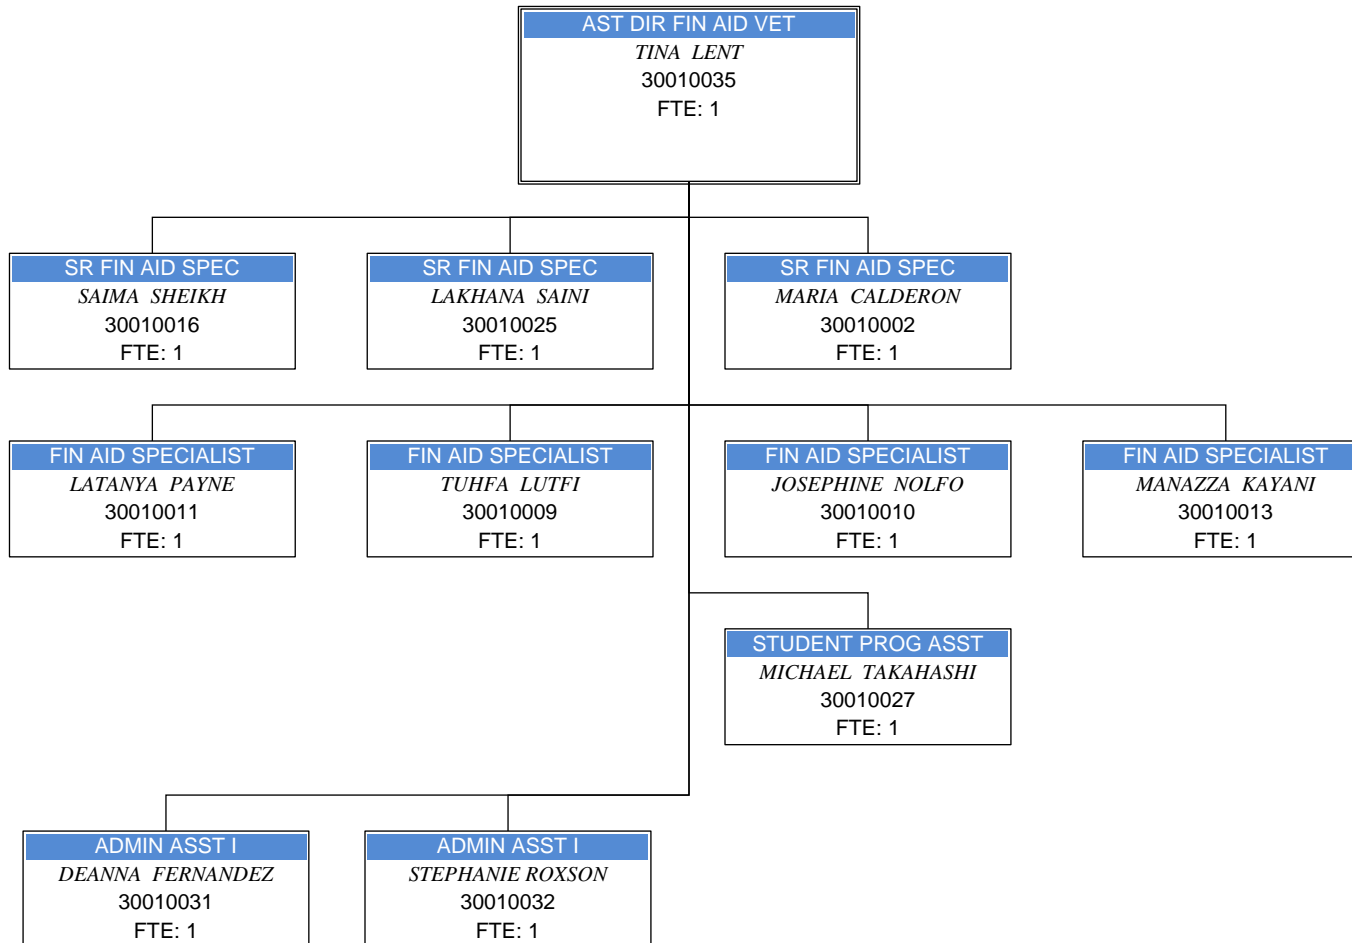 AST DIR FIN AID VET
TINA LENT
30010035
FTE: 1
SR FIN AID SPEC
SAIMA SHEIKH
30010016
FTE: 1
SR FIN AID SPEC
LAKHANA SAINI
30010025
FTE: 1
SR FIN AID SPEC
MARIA CALDERON
30010002
FTE: 1
FIN AID SPECIALIST
LATANYA PAYNE
30010011
FTE: 1
FIN AID SPECIALIST
TUHFA LUTFI
30010009
FTE: 1
FIN AID SPECIALIST
JOSEPHINE NOLFO
30010010
FTE: 1
FIN AID SPECIALIST
MANAZZA KAYANI
30010013
FTE: 1
STUDENT PROG ASST
MICHAEL TAKAHASHI
30010027
FTE: 1
ADMIN ASST I
DEANNA FERNANDEZ
30010031
FTE: 1
ADMIN ASST I
STEPHANIE ROXSON
30010032
FTE: 1